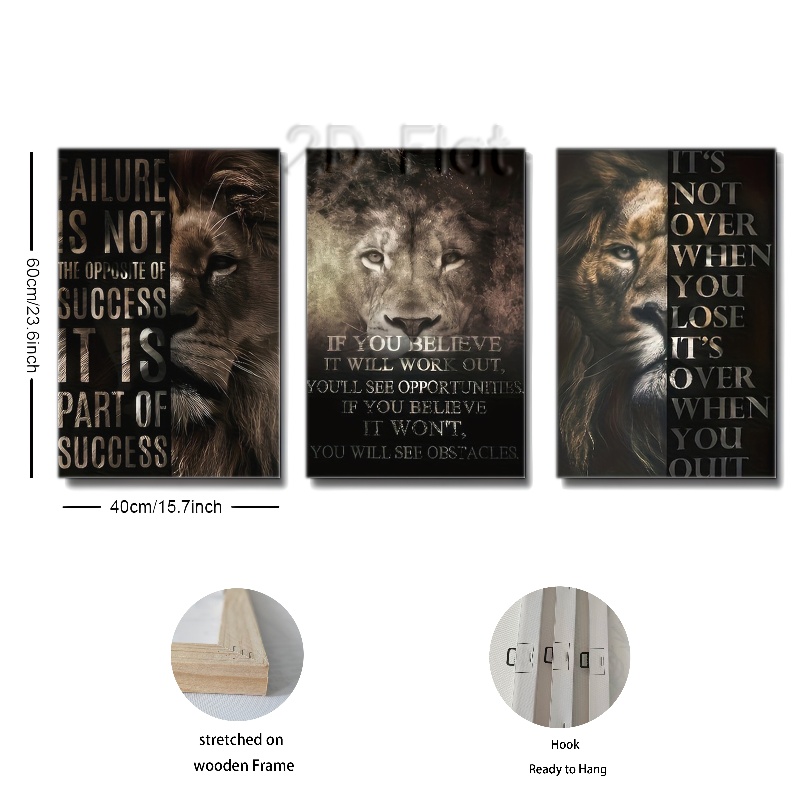 2D Flat
FAILURE
IS NOT
THE OPPOSITE OF
SUCCESS
IT IS
PART OF
SUCCESS
IF YOU BELIEVE
IT WILL WORK OUT,
YOU'LL SEE OPPORTUNITIES.
IF YOU BELIEVE
IT WON'T,
YOU WILL SEE OBSTACLES.
IT'S
NOT
OVER
WHEN
YOU
LOSE
IT'S
OVER
WHEN
YOU
QUIT
60cm/23.6inch
40cm/15.7inch
stretched on
wooden Frame
Hook
Ready to Hang